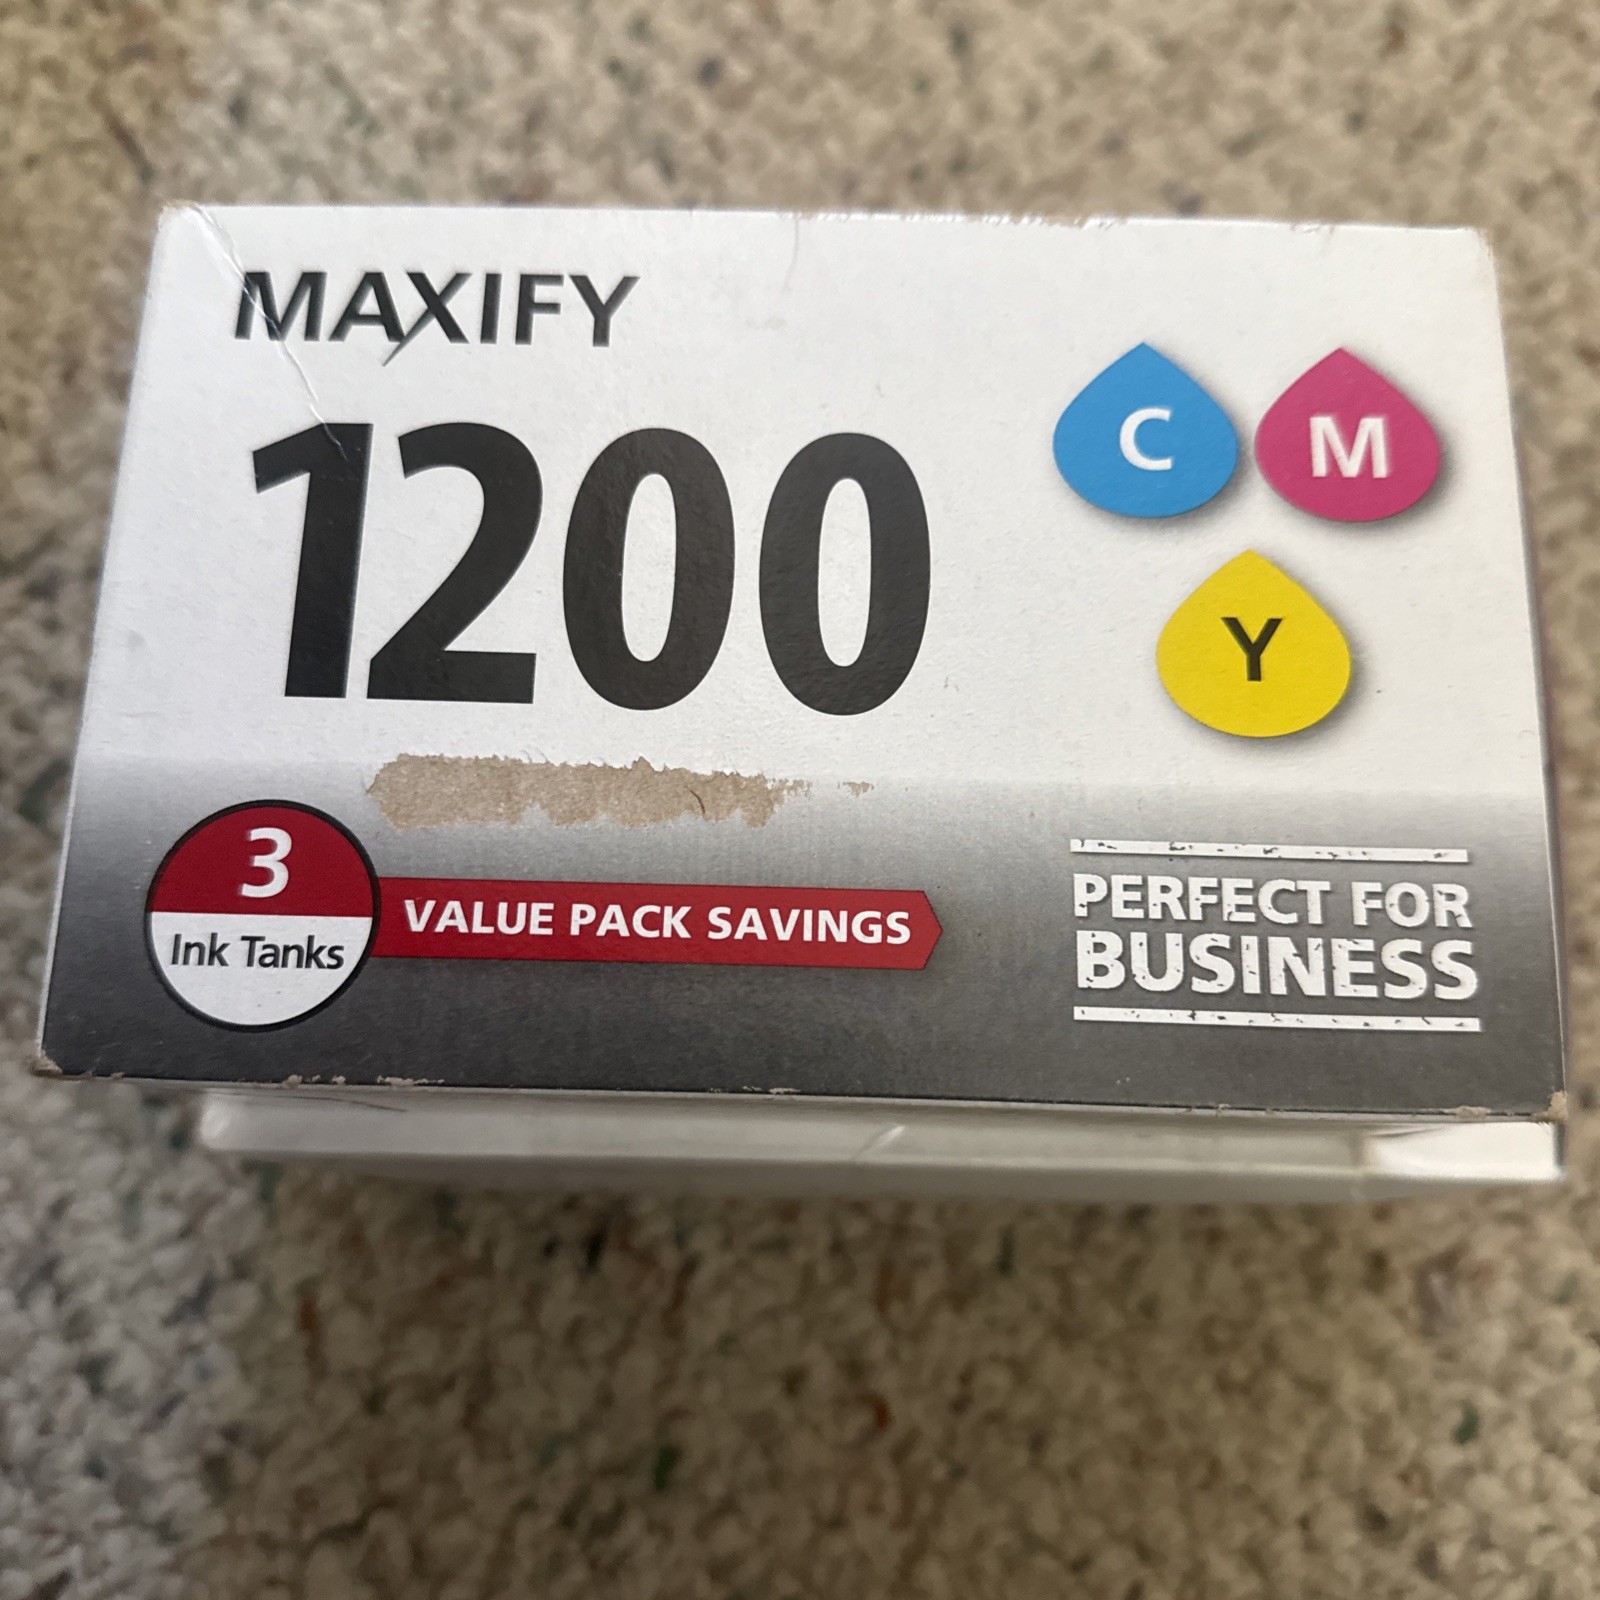 MAXIFY
1200
C
M
Y
3
Ink Tanks
VALUE PACK SAVINGS
PERFECT FOR
BUSINESS